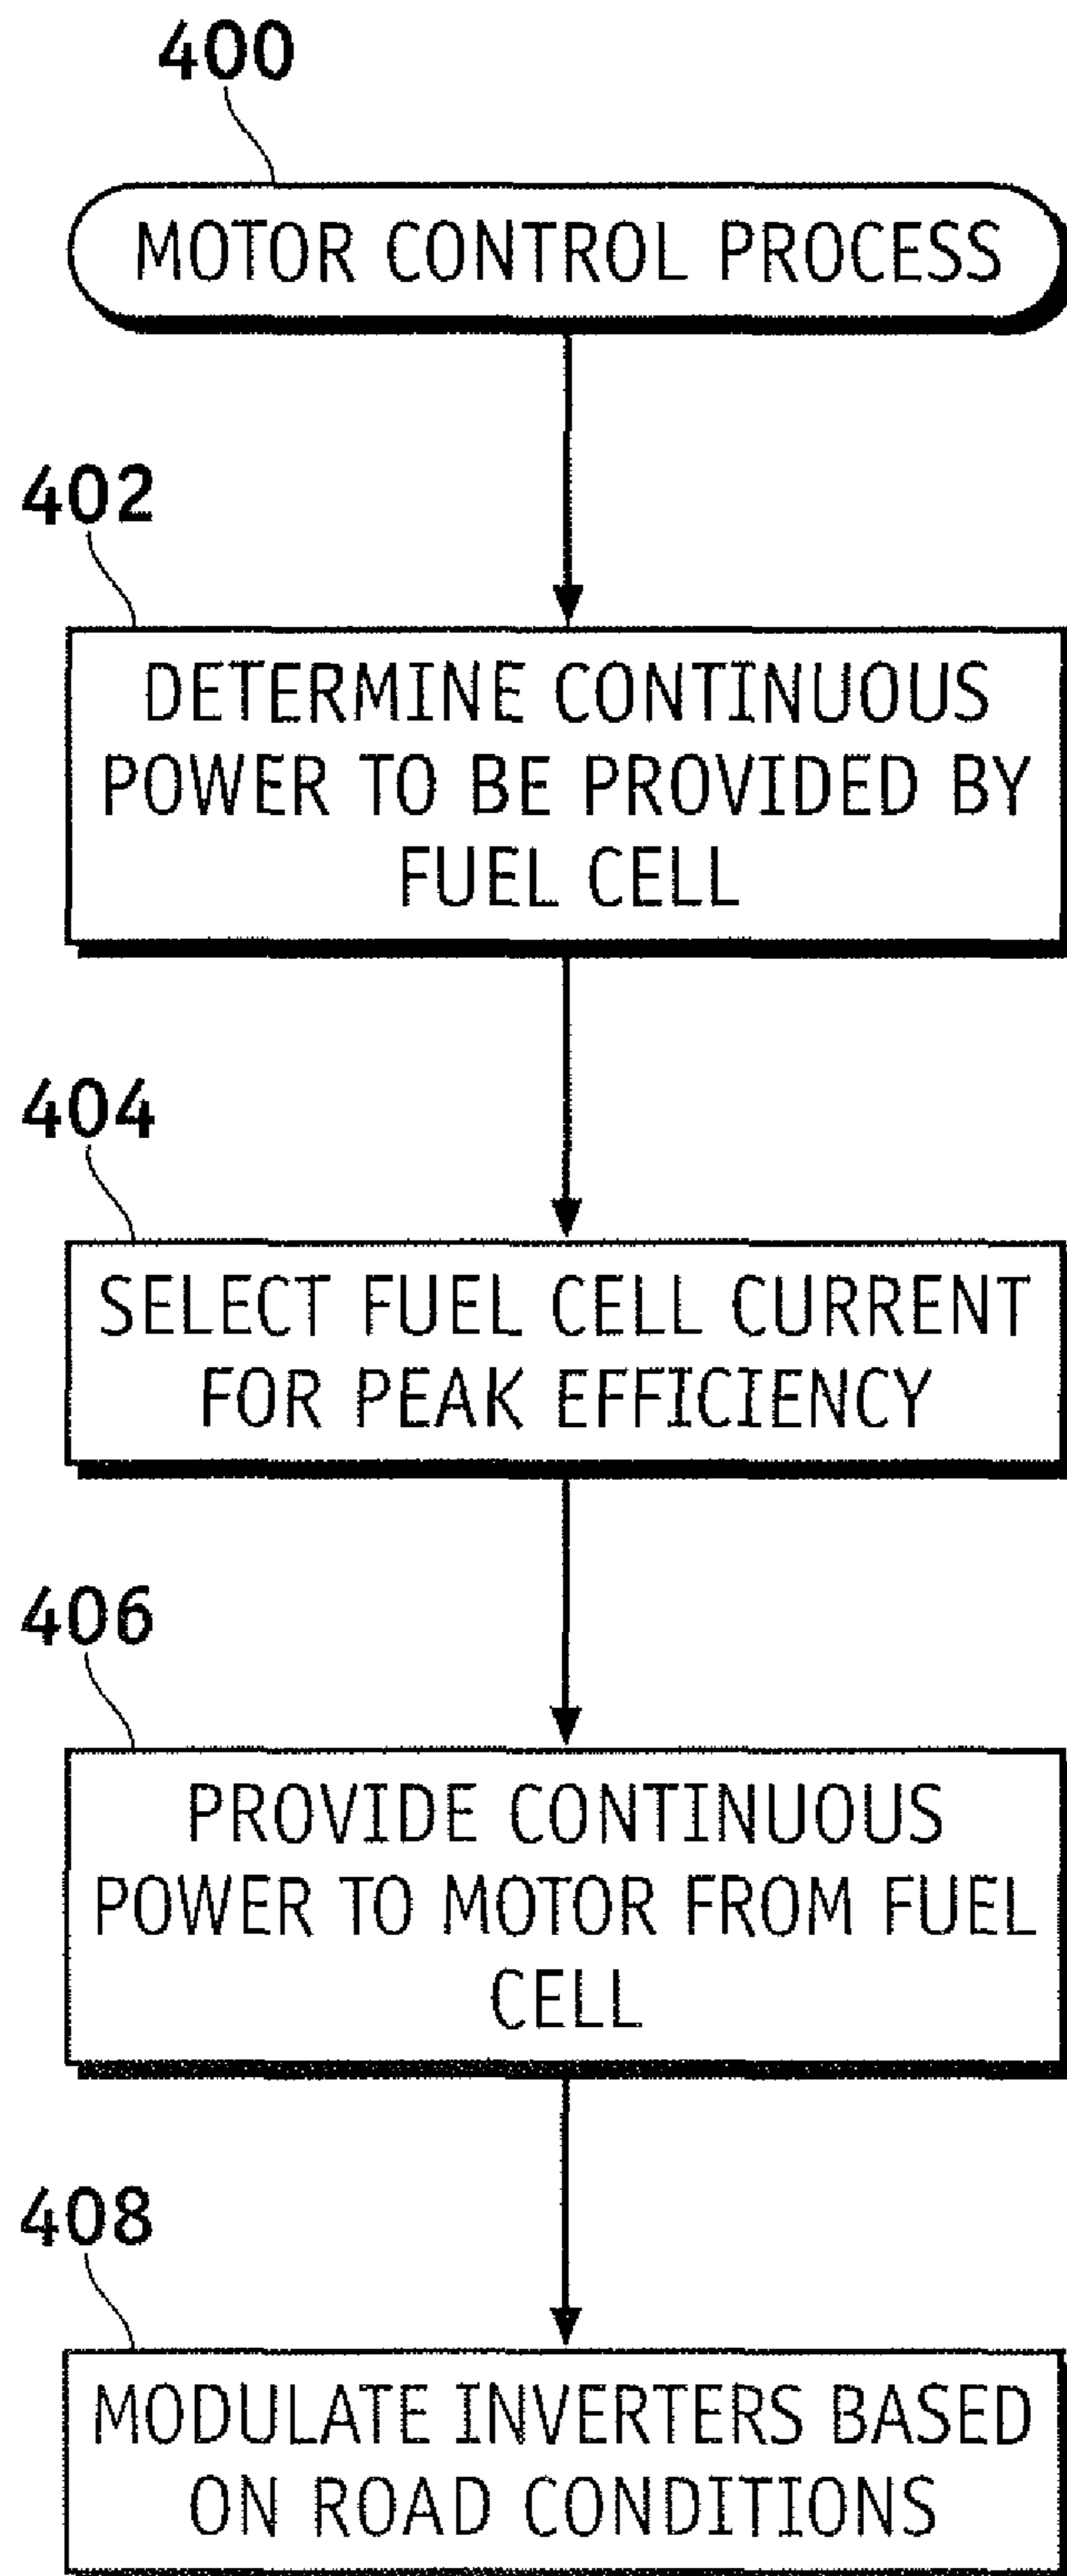 400
MOTOR CONTROL PROCESS
402
DETERMINE CONTINUOUS
POWER TO BE PROVIDED BY
FUEL CELL
404
SELECT FUEL CELL CURRENT
FOR PEAK EFFICIENCY
406
PROVIDE CONTINUOUS
POWER TO MOTOR FROM FUEL
CELL
408
MODULATE INVERTERS BASED
ON ROAD CONDITIONS